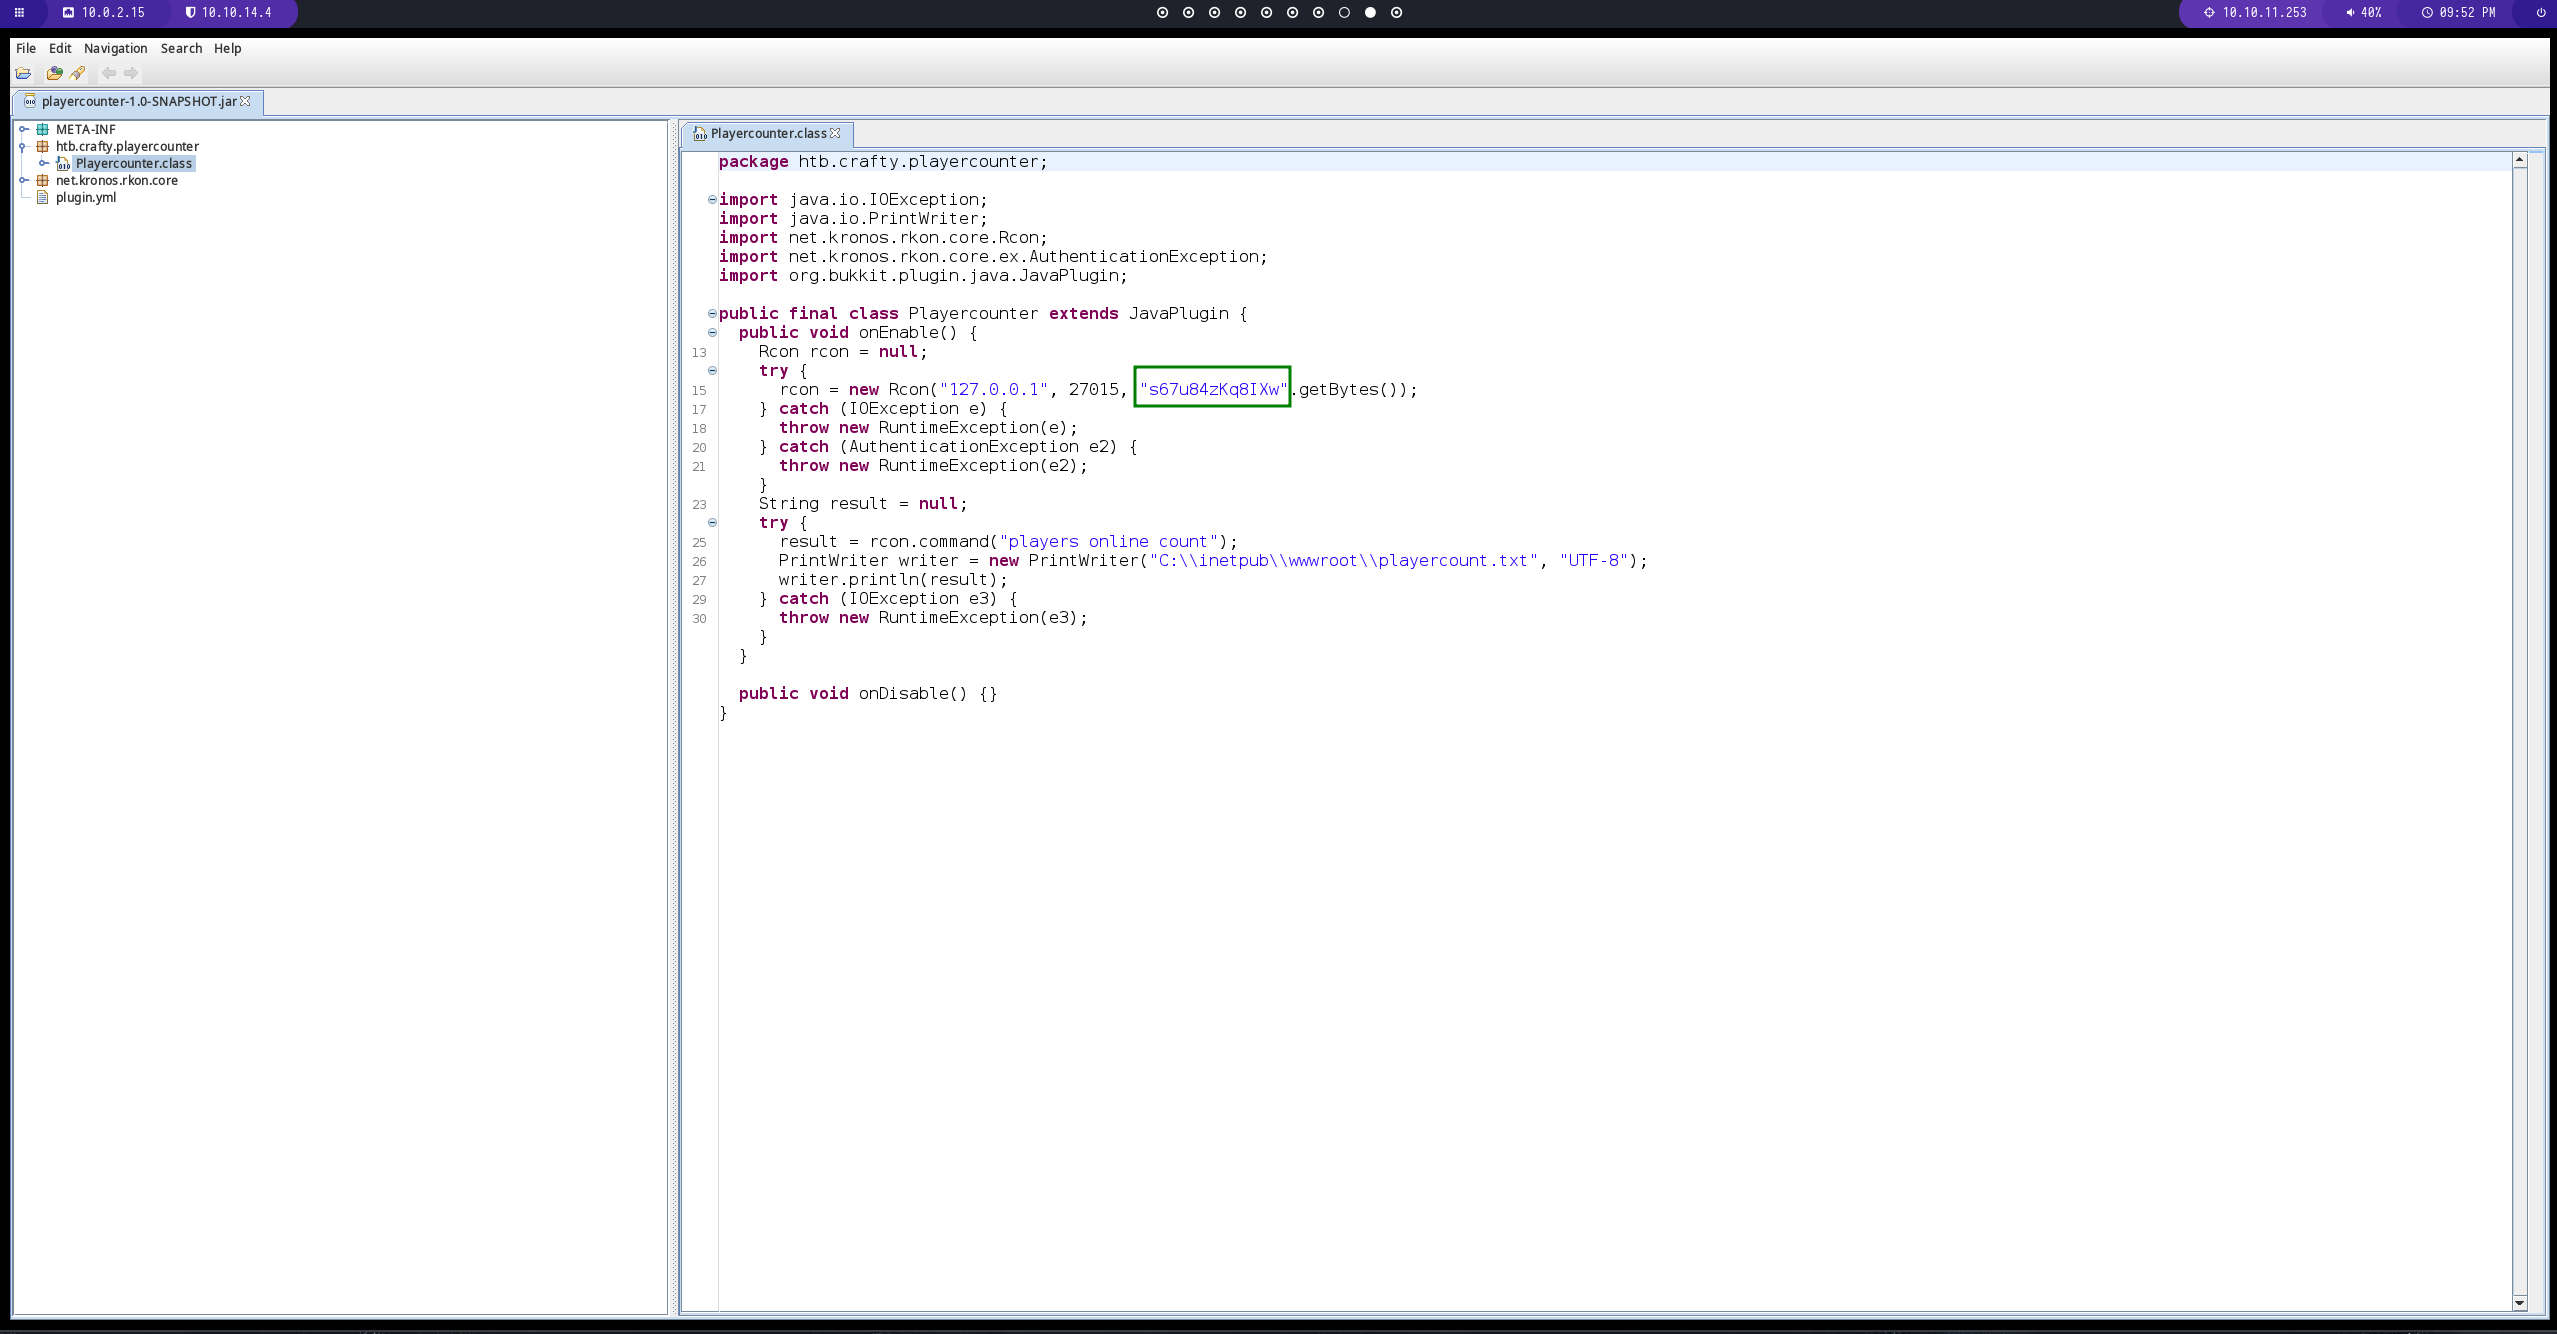 10.0.2.15 10.10.14.4 10.10.11.253 40% 09:52 PM
File Edit Navigation Search Help
playercounter-1.0-SNAPSHOT.jar
META-INF
htb.crafty.playercounter
Playercounter.class
net.kronos.rkon.core
plugin.yml
Playercounter.class
package htb.crafty.playercounter;
import java.io.IOException;
import java.io.PrintWriter;
import net.kronos.rkon.core.Rcon;
import net.kronos.rkon.core.ex.AuthenticationException;
import org.bukkit.plugin.java.JavaPlugin;
public final class Playercounter extends JavaPlugin {
public void onEnable() {
13 Rcon rcon = null;
try {
15 rcon = new Rcon("127.0.0.1", 27015, "s67u84zKq8IXw".getBytes());
17 } catch (IOException e) {
18 throw new RuntimeException(e);
20 } catch (AuthenticationException e2) {
21 throw new RuntimeException(e2);
}
23 String result = null;
try {
25 result = rcon.command("players online count");
26 PrintWriter writer = new PrintWriter("C:\\inetpub\\wwwroot\\playercount.txt", "UTF-8");
27 writer.println(result);
29 } catch (IOException e3) {
30 throw new RuntimeException(e3);
}
}
public void onDisable() {}
}